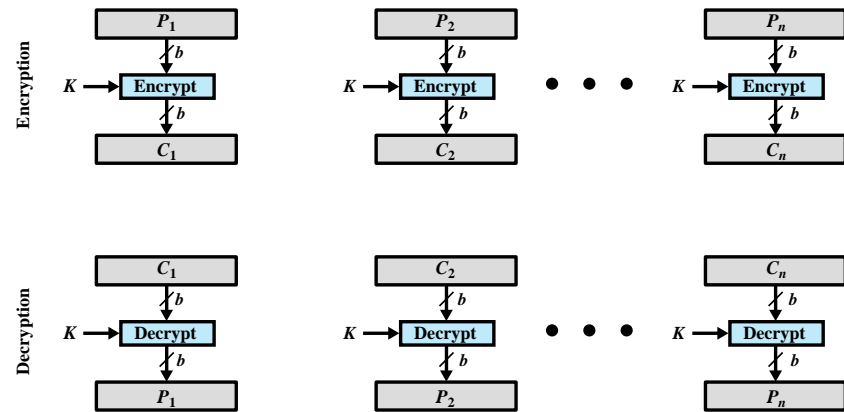 P1 P2 Pn
b b b
Encryption
K Encrypt K Encrypt K Encrypt
b b b
C1 C2 Cn
C1 C2 Cn
b b b
Decryption
K Decrypt K Decrypt K Decrypt
b b b
P1 P2 Pn